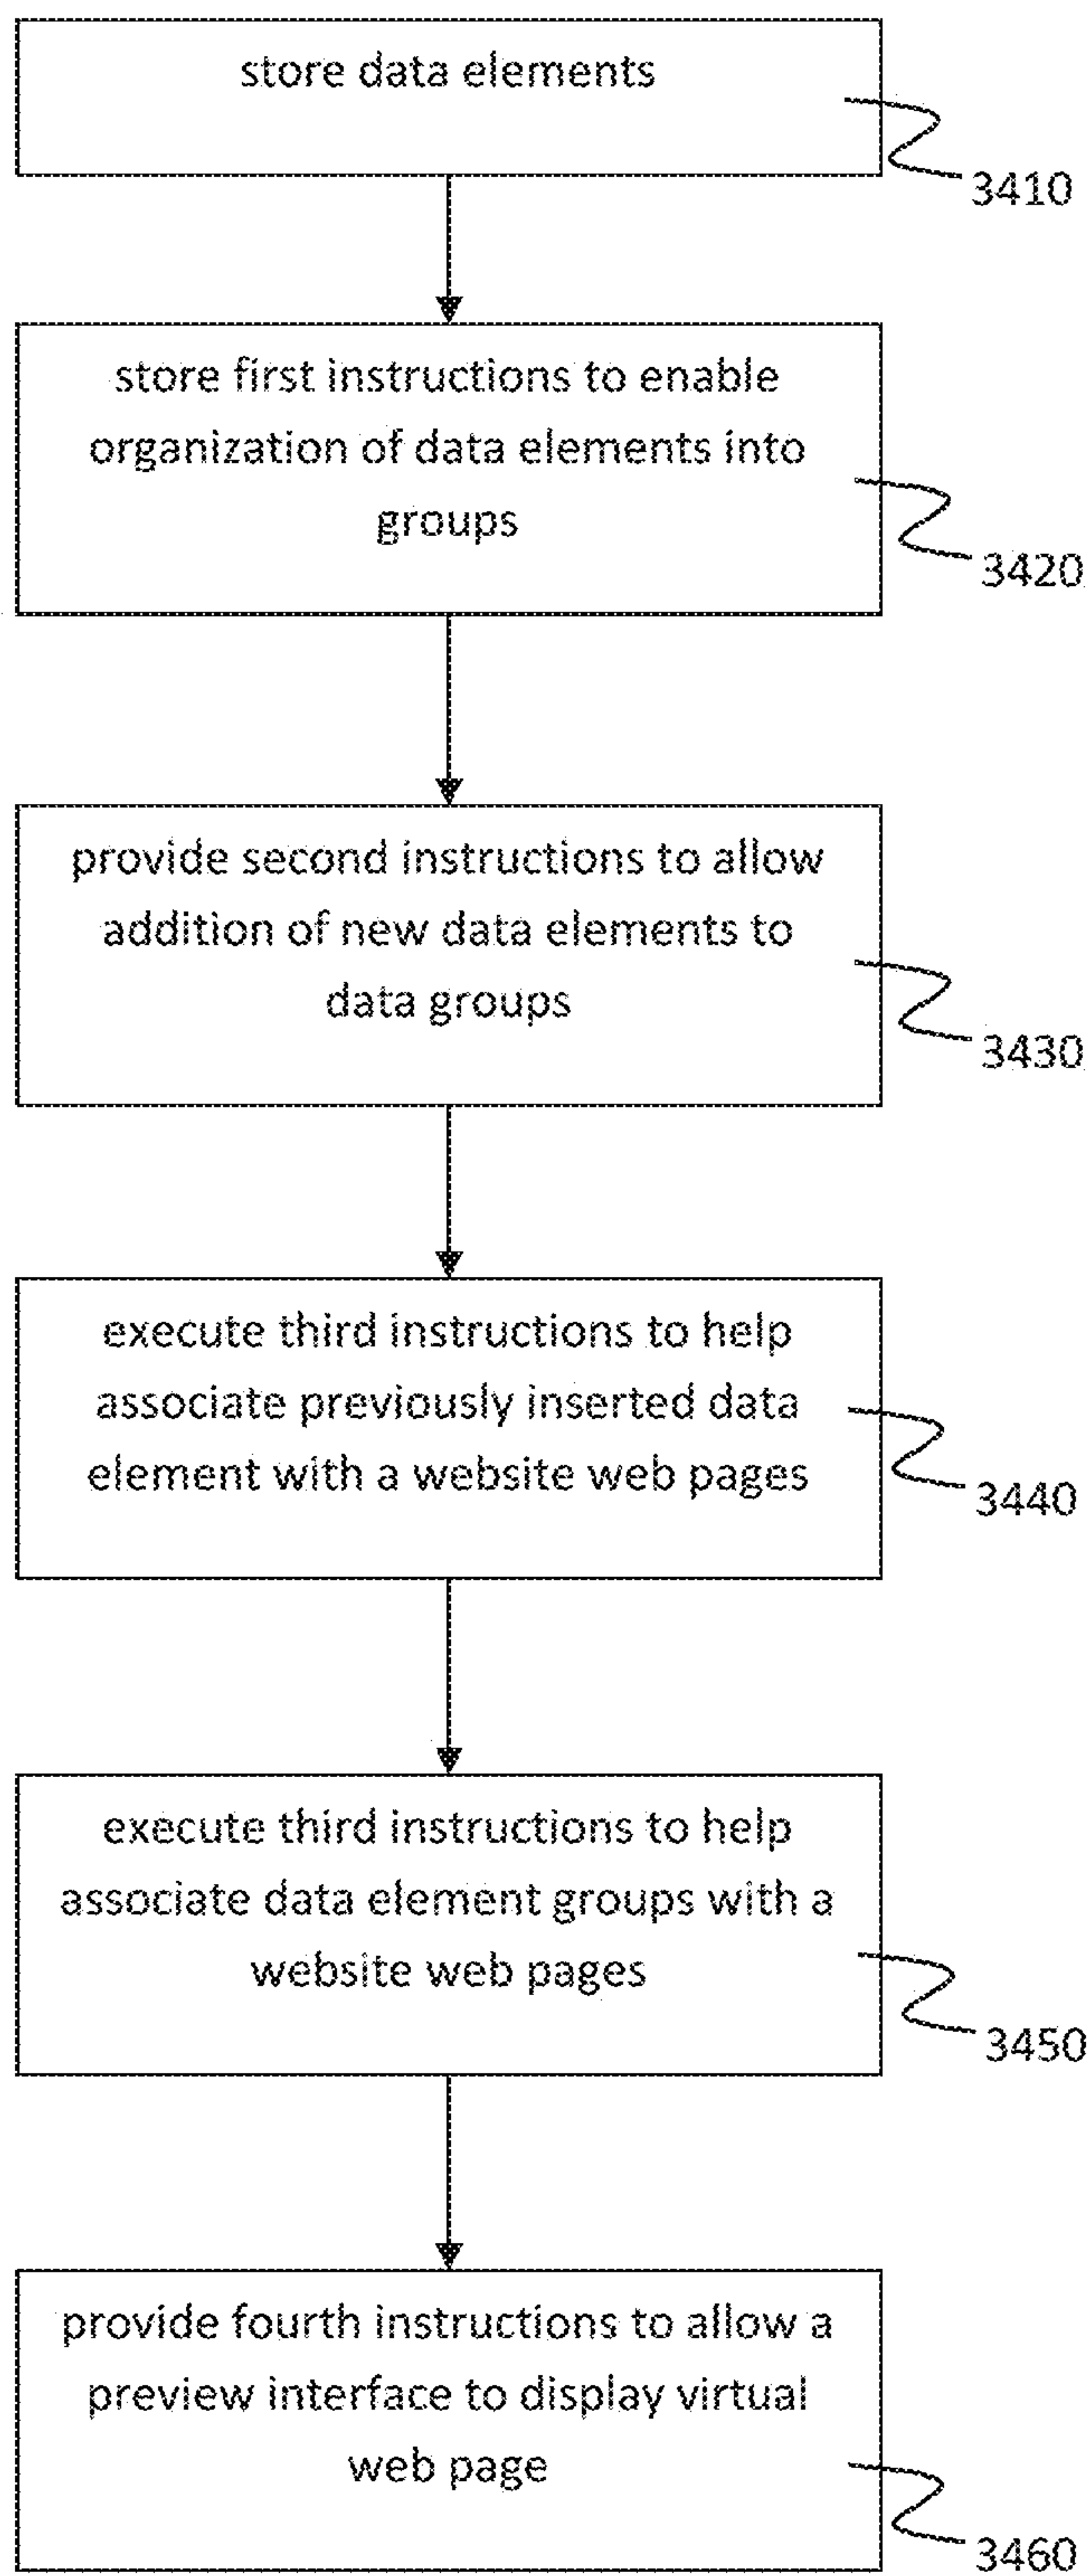 store data elements
3410
store first instructions to enable
organization of data elements into
groups
3420
provide second instructions to allow
addition of new data elements to
data groups
3430
execute third instructions to help
associate previously inserted data
element with a website web pages
3440
execute third instructions to help
associate data element groups with a
website web pages
3450
provide fourth instructions to allow a
preview interface to display virtual
web page
3460